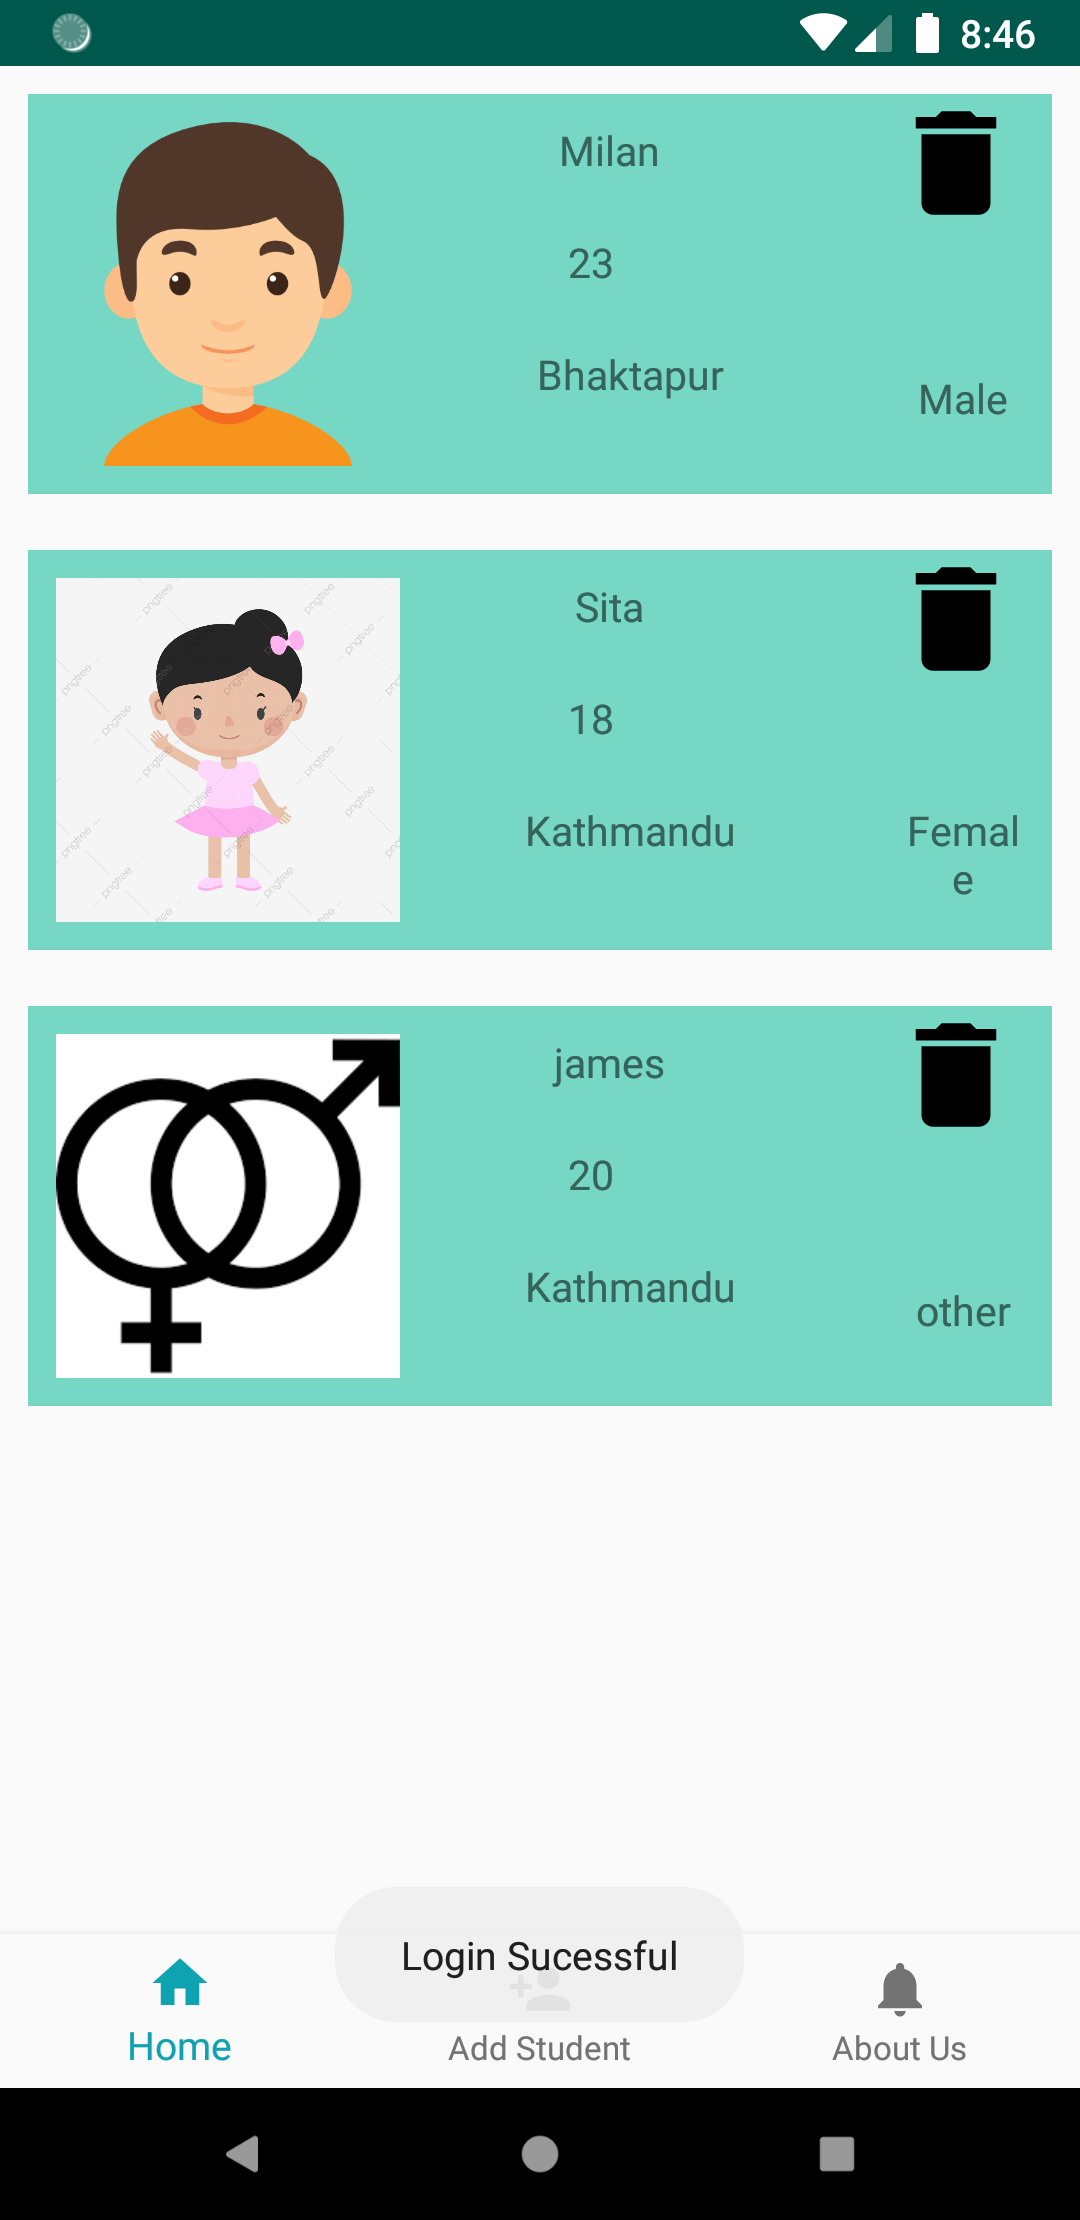 8:46
Milan
23
Bhaktapur
Male
pngtree
Sita
18
Kathmandu
Femal
e
james
20
Kathmandu
other
Login Sucessful
Home
Add Student
About Us